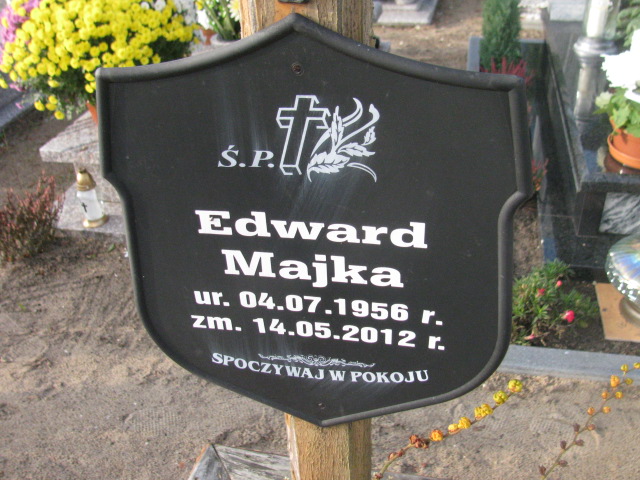 Ś.P.
Edward
Majka
ur. 04.07.1956 r.
zm. 14.05.2012 r.
SPOCZYWAJ W POKOJU